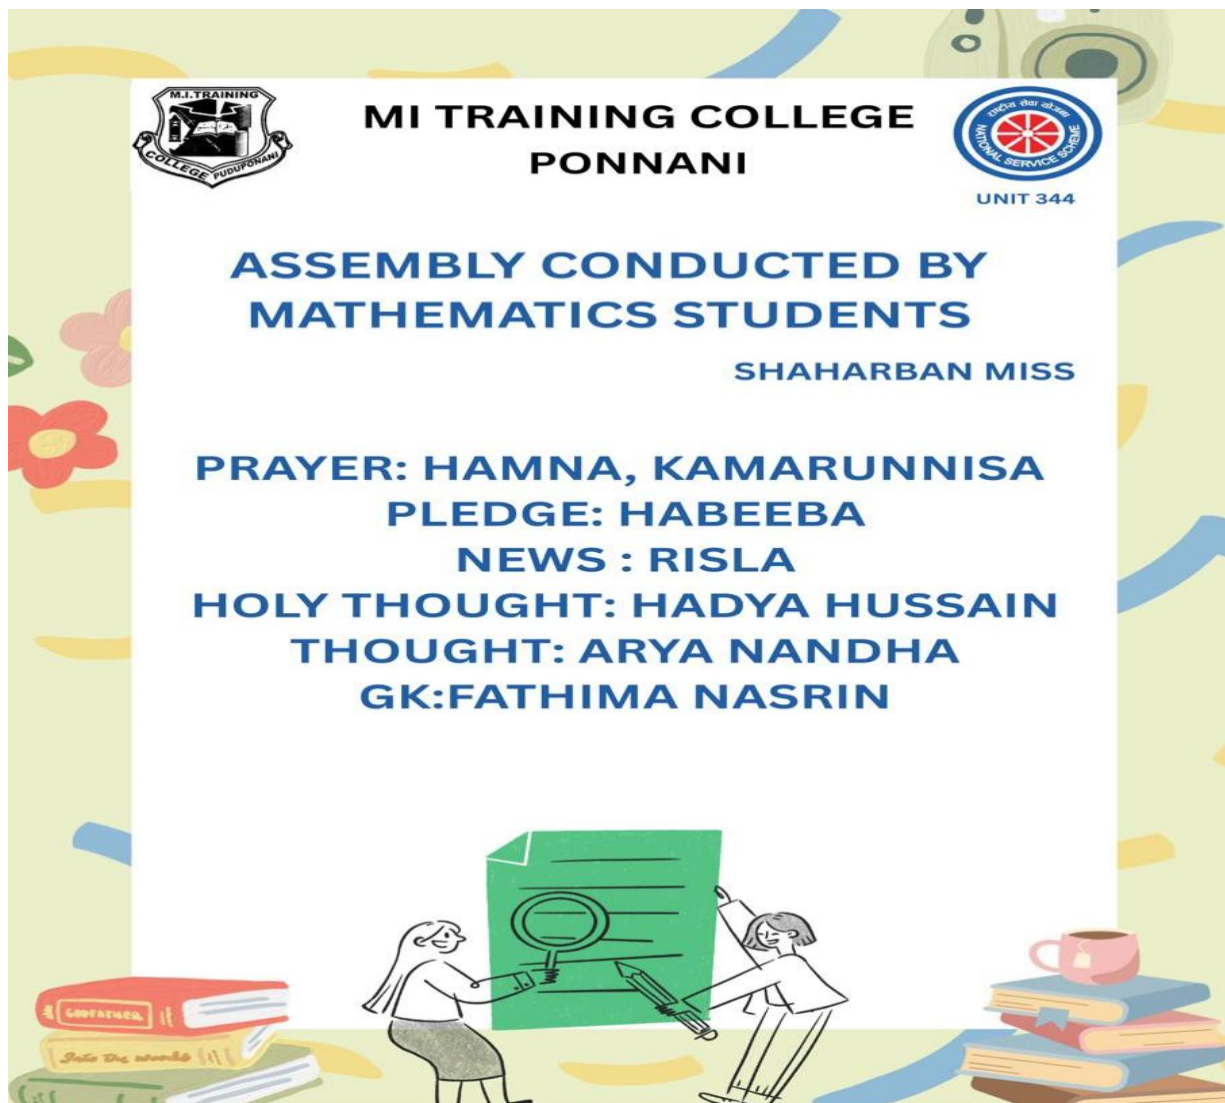 M.I.TRAINING
COLLEGE PUDUPONANI
MI TRAINING COLLEGE
PONNANI
राष्ट्रीय सेवा योजना
NATIONAL SERVICE SCHEME
UNIT 344
ASSEMBLY CONDUCTED BY
MATHEMATICS STUDENTS
SHAHARBAN MISS
PRAYER: HAMNA, KAMARUNNISA
PLEDGE: HABEEBA
NEWS : RISLA
HOLY THOUGHT: HADYA HUSSAIN
THOUGHT: ARYA NANDHA
GK:FATHIMA NASRIN
GODFATHER
Into the woods